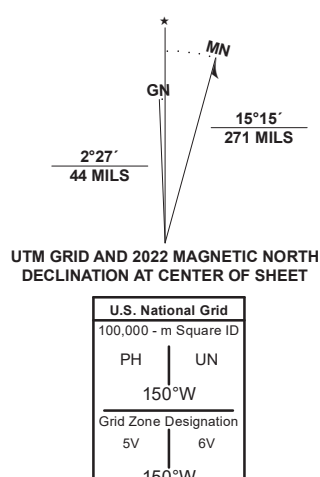 ★
MN
GN
15°15´
271 MILS
2°27´
44 MILS
UTM GRID AND 2022 MAGNETIC NORTH
DECLINATION AT CENTER OF SHEET
U.S. National Grid
100,000 - m Square ID
PH UN
150°W
Grid Zone Designation
5V 6V
150°W